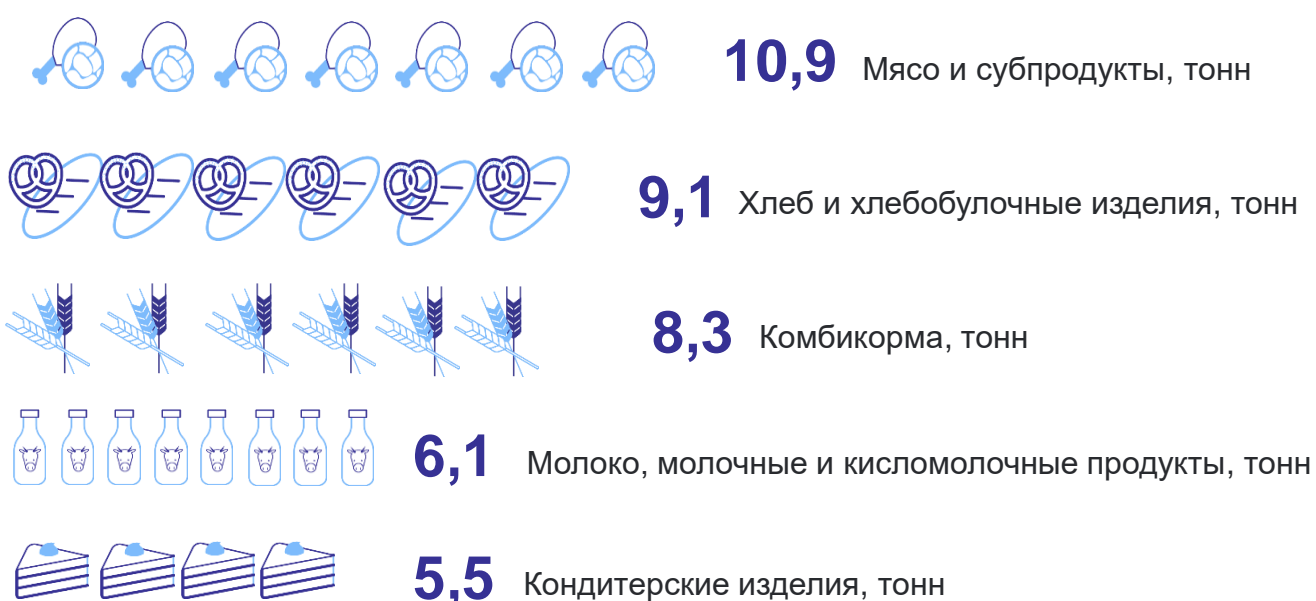 10,9 Мясо и субпродукты, тонн
9,1 Хлеб и хлебобулочные изделия, тонн
8,3 Комбикорма, тонн
6,1 Молоко, молочные и кисломолочные продукты, тонн
5,5 Кондитерские изделия, тонн